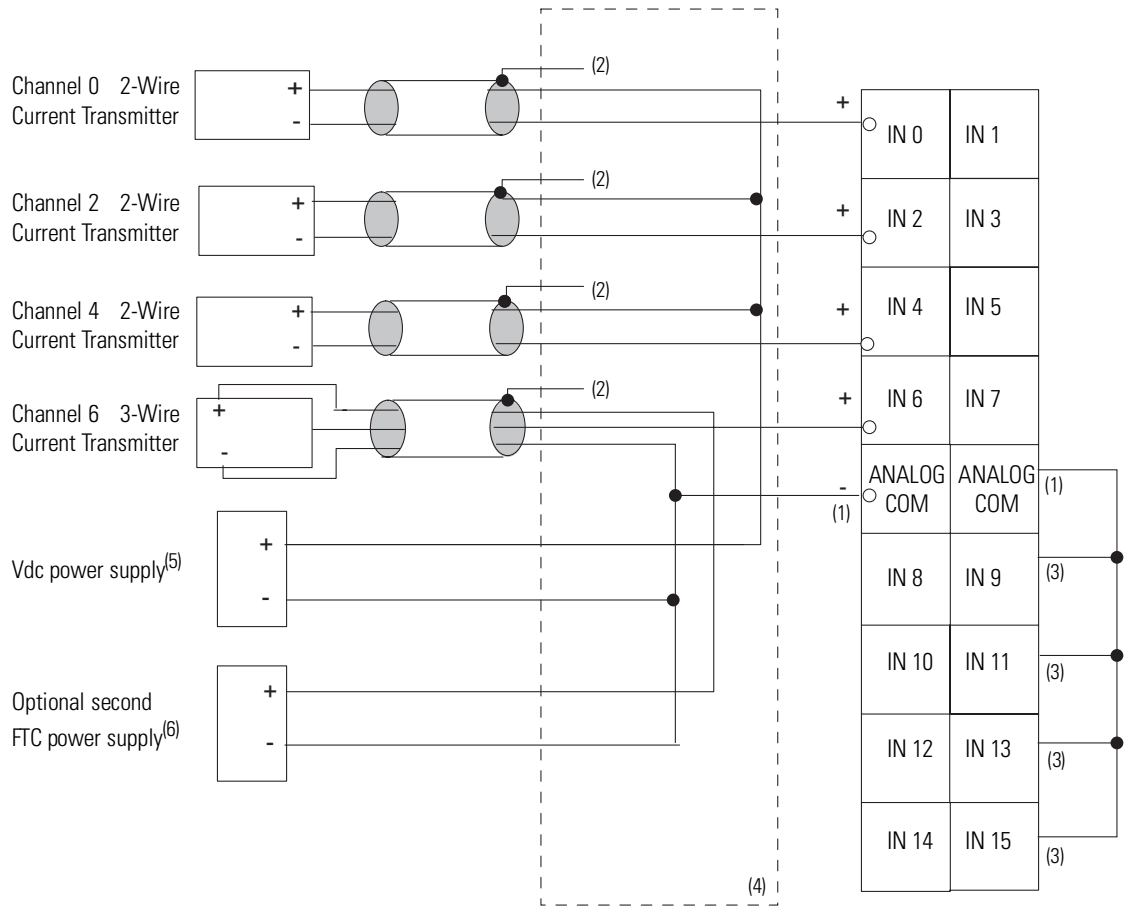 Channel 0 2-Wire
Current Transmitter
+
-
(2)
Channel 2 2-Wire
Current Transmitter
+
-
(2)
Channel 4 2-Wire
Current Transmitter
+
-
(2)
Channel 6 3-Wire
Current Transmitter
+
-
-
(2)
Vdc power supply(5)
+
-
Optional second
FTC power supply(6)
+
-
(4)
+
IN 0 IN 1
+
IN 2 IN 3
+
IN 4 IN 5
+
IN 6 IN 7
-
(1)
ANALOG ANALOG
COM COM
(1)
IN 8 IN 9
(3)
IN 10 IN 11
(3)
IN 12 IN 13
(3)
IN 14 IN 15
(3)